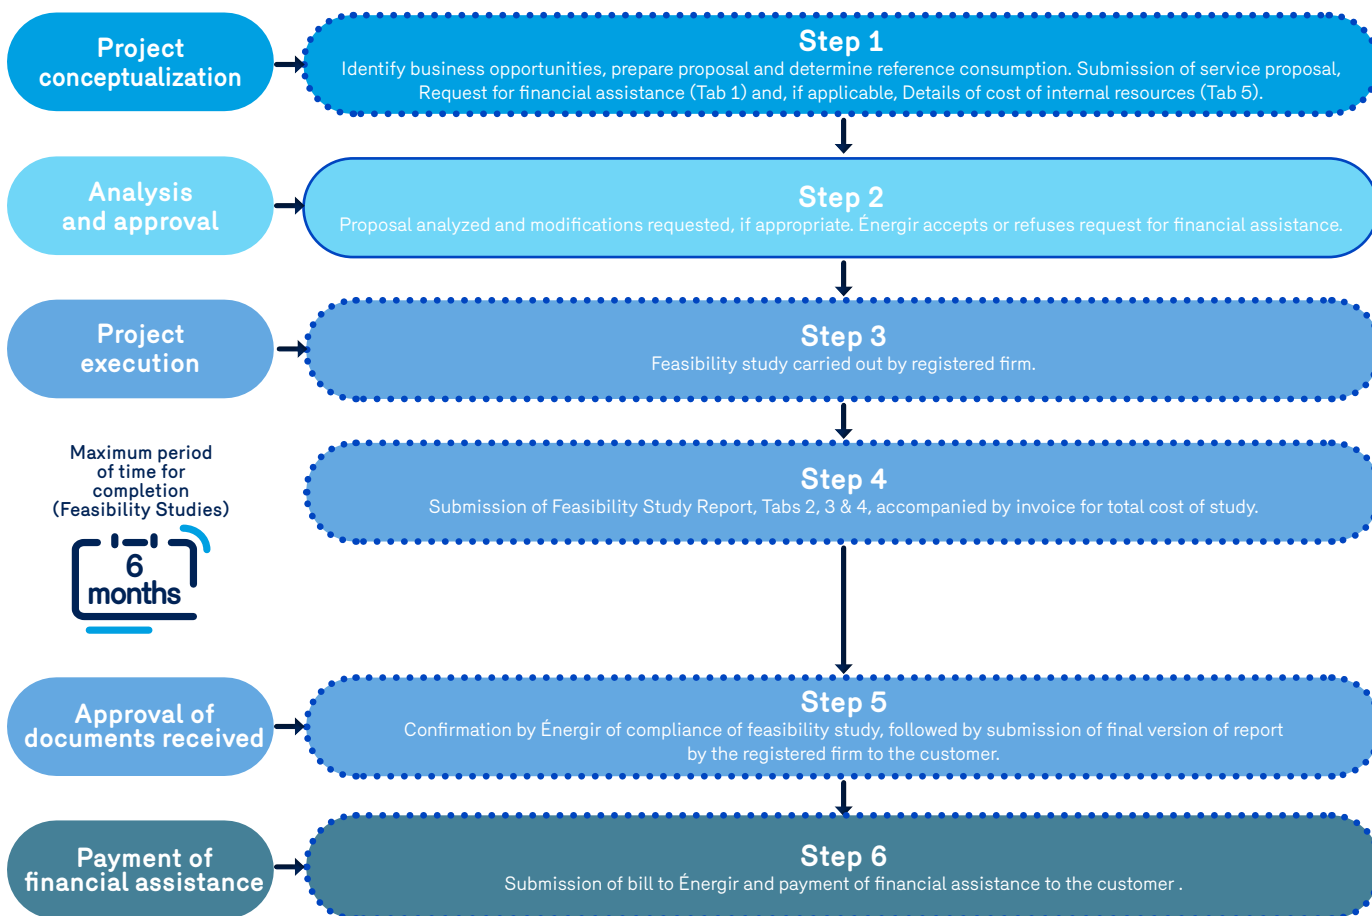 Project
conceptualization
Step 1
Identify business opportunities, prepare proposal and determine reference consumption. Submission of service proposal,
Request for financial assistance (Tab 1) and, if applicable, Details of cost of internal resources (Tab 5).
Analysis
and approval
Step 2
Proposal analyzed and modifications requested, if appropriate. Énergir accepts or refuses request for financial assistance.
Project
execution
Step 3
Feasibility study carried out by registered firm.
Maximum period
of time for
completion
(Feasibility Studies)
6
months
Step 4
Submission of Feasibility Study Report, Tabs 2, 3 & 4, accompanied by invoice for total cost of study.
Approval of
documents received
Step 5
Confirmation by Énergir of compliance of feasibility study, followed by submission of final version of report
by the registered firm to the customer.
Payment of
financial assistance
Step 6
Submission of bill to Énergir and payment of financial assistance to the customer .